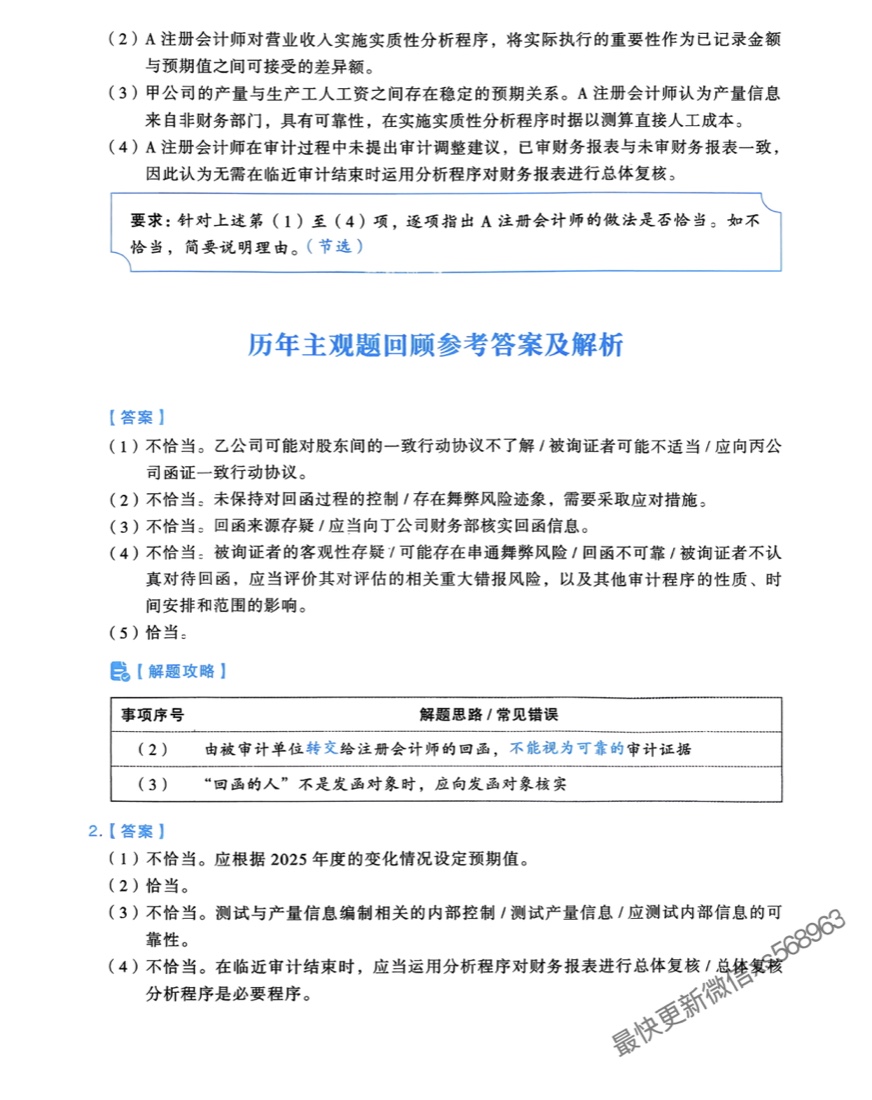 （2）A 注册会计师对营业收入实施实质性分析程序，将实际执行的重要性作为已记录金额
与预期值之间可接受的差异额。
（3）甲公司的产量与生产工人工资之间存在稳定的预期关系。A 注册会计师认为产量信息
来自非财务部门，具有可靠性，在实施实质性分析程序时据以测算直接人工成本。
（4）A 注册会计师在审计过程中未提出审计调整建议，已审财务报表与未审财务报表一致，
因此认为无需在临近审计结束时运用分析程序对财务报表进行总体复核。
要求：针对上述第（1）至（4）项，逐项指出 A 注册会计师的做法是否恰当。如不
恰当，简要说明理由。（节选）
历年主观题回顾参考答案及解析
【答案】
（1）不恰当。乙公司可能对股东间的一致行动协议不了解 / 被询证者可能不适当 / 应向丙公
司函证一致行动协议。
（2）不恰当。未保持对回函过程的控制 / 存在舞弊风险迹象，需要采取应对措施。
（3）不恰当。回函来源存疑 / 应当向丁公司财务部核实回函信息。
（4）不恰当。被询证者的客观性存疑 / 可能存在串通舞弊风险 / 回函不可靠 / 被询证者不认
真对待回函，应当评价其对评估的相关重大错报风险，以及其他审计程序的性质、时
间安排和范围的影响。
（5）恰当。
【解题攻略】
事项序号 解题思路 / 常见错误
（2） 由被审计单位转交给注册会计师的回函，不能视为可靠的审计证据
（3） “回函的人”不是发函对象时，应向发函对象核实
2.【答案】
（1）不恰当。应根据 2025 年度的变化情况设定预期值。
（2）恰当。
（3）不恰当。测试与产量信息编制相关的内部控制 / 测试产量信息 / 应测试内部信息的可
靠性。
（4）不恰当。在临近审计结束时，应当运用分析程序对财务报表进行总体复核 / 总体复核
分析程序是必要程序。
最快更新微信
568963